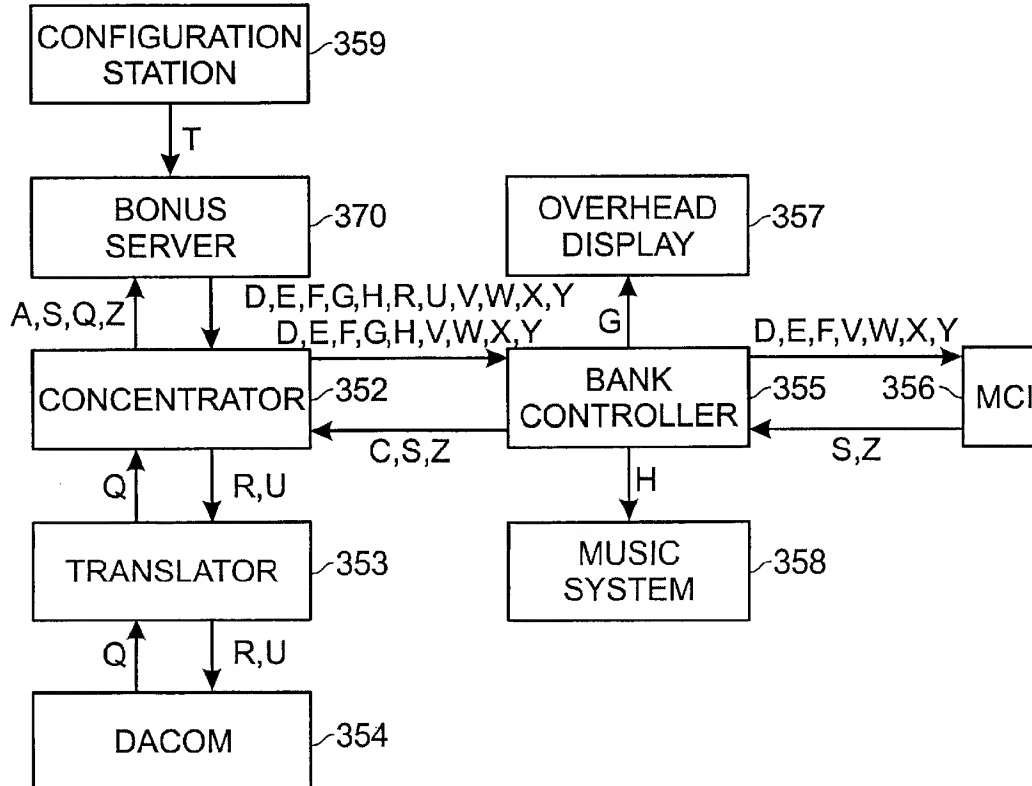 CONFIGURATION
STATION
359
T
BONUS
SERVER
370
OVERHEAD
DISPLAY
357
A,S,Q,Z
D,E,F,G,H,R,U,V,W,X,Y
D,E,F,G,H,V,W,X,Y
G
D,E,F,V,W,X,Y
CONCENTRATOR
352
BANK
CONTROLLER
355
356
MCI
C,S,Z
S,Z
Q
R,U
H
TRANSLATOR
353
MUSIC
SYSTEM
358
Q
R,U
DACOM
354